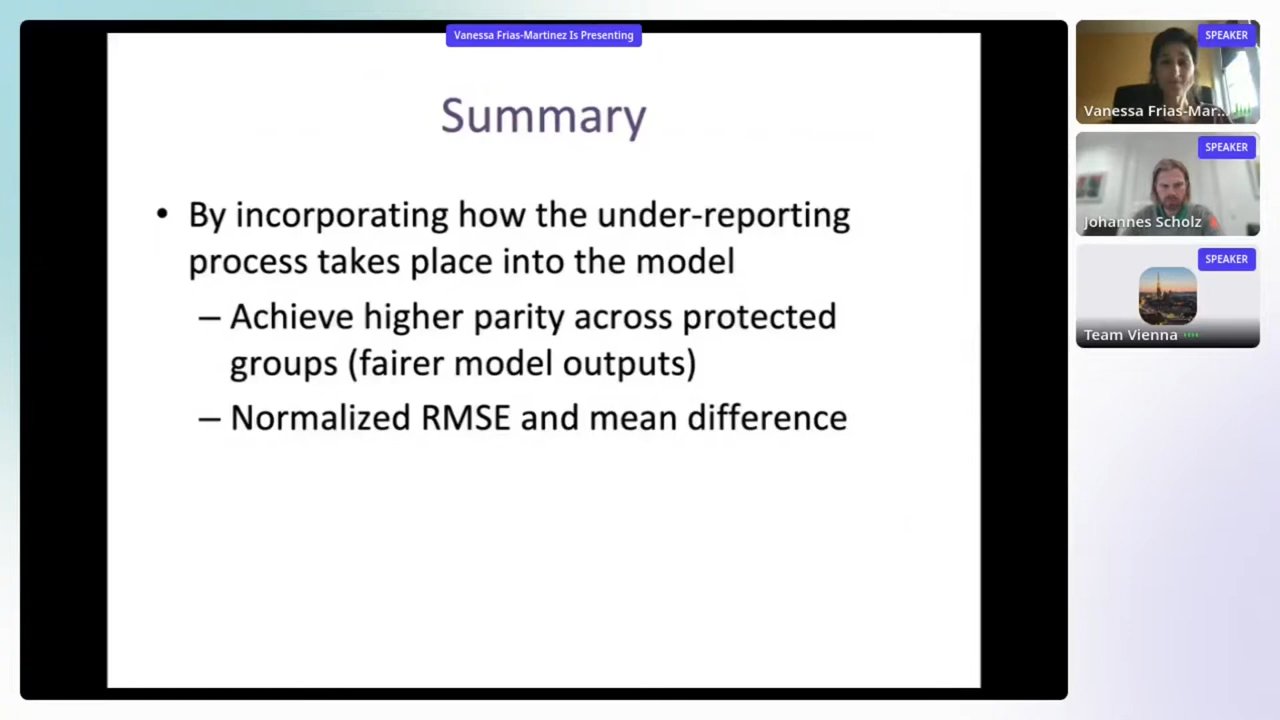 Vanessa Frias-Martinez Is Presenting
Summary
• By incorporating how the under-reporting
process takes place into the model
– Achieve higher parity across protected
groups (fairer model outputs)
– Normalized RMSE and mean difference
SPEAKER
Vanessa Frias-Mar...
SPEAKER
Johannes Scholz
SPEAKER
Team Vienna